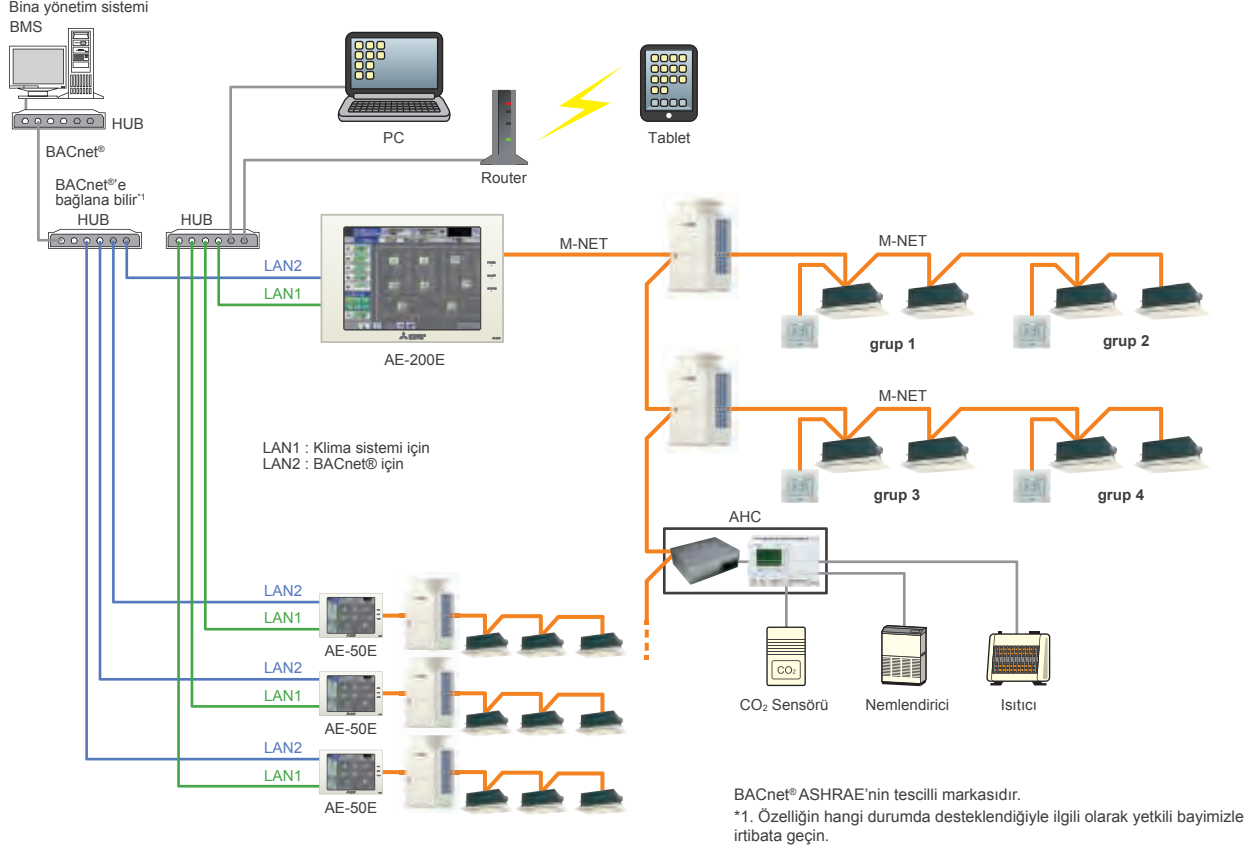 Bina yönetim sistemi
BMS
HUB
BACnet®
BACnet®'e
bağlana bilir*1
HUB
HUB
PC
Router
Tablet
LAN2
LAN1
AE-200E
M-NET
M-NET
grup 1
grup 2
M-NET
grup 3
grup 4
LAN1 : Klima sistemi için
LAN2 : BACnet® için
AHC
CO₂
CO₂ Sensörü
Nemlendirici
Isıtıcı
LAN2
LAN1
AE-50E
LAN2
LAN1
AE-50E
LAN2
LAN1
AE-50E
BACnet® ASHRAE’nin tescilli markasıdır.
*1. Özelliğin hangi durumda desteklendiğiyle ilgili olarak yetkili bayimizle
irtibata geçin.